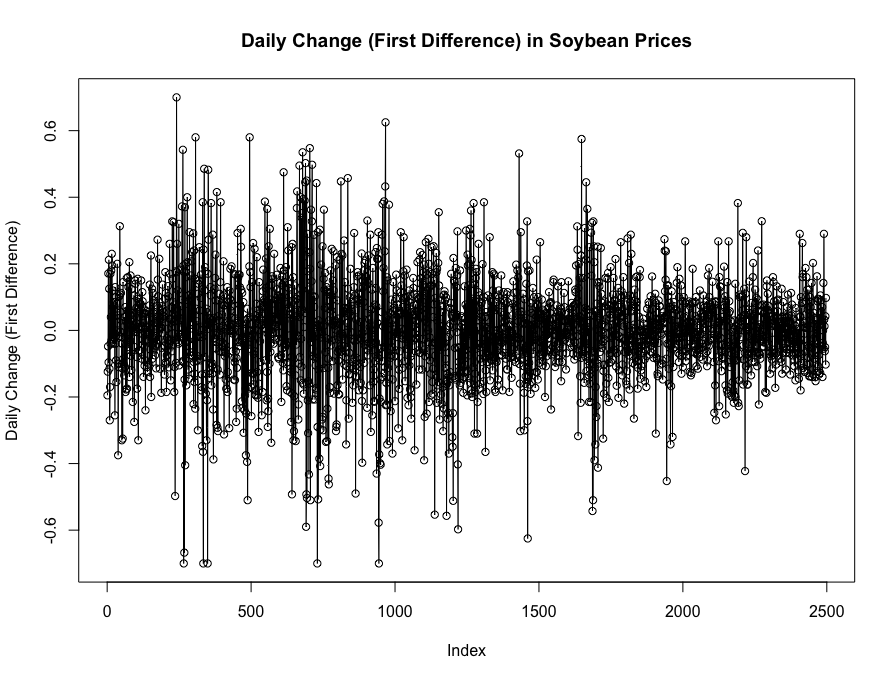 Daily Change (First Difference) in Soybean Prices
Daily Change (First Difference)
0.6
0.4
0.2
0.0
-0.2
-0.4
-0.6
0 500 1000 1500 2000 2500
Index